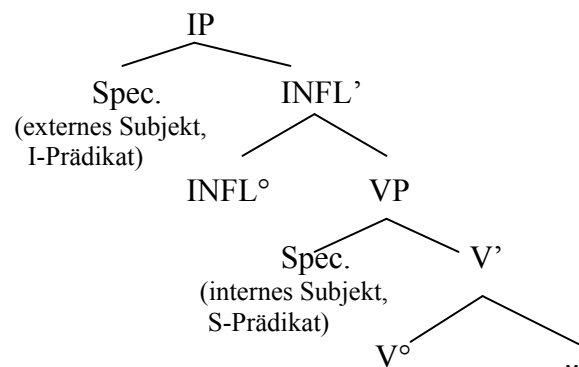 IP
Spec. INFL’
(externes Subjekt,
I-Prädikat)
INFL° VP
Spec. V’
(internes Subjekt,
S-Prädikat)
V° ..